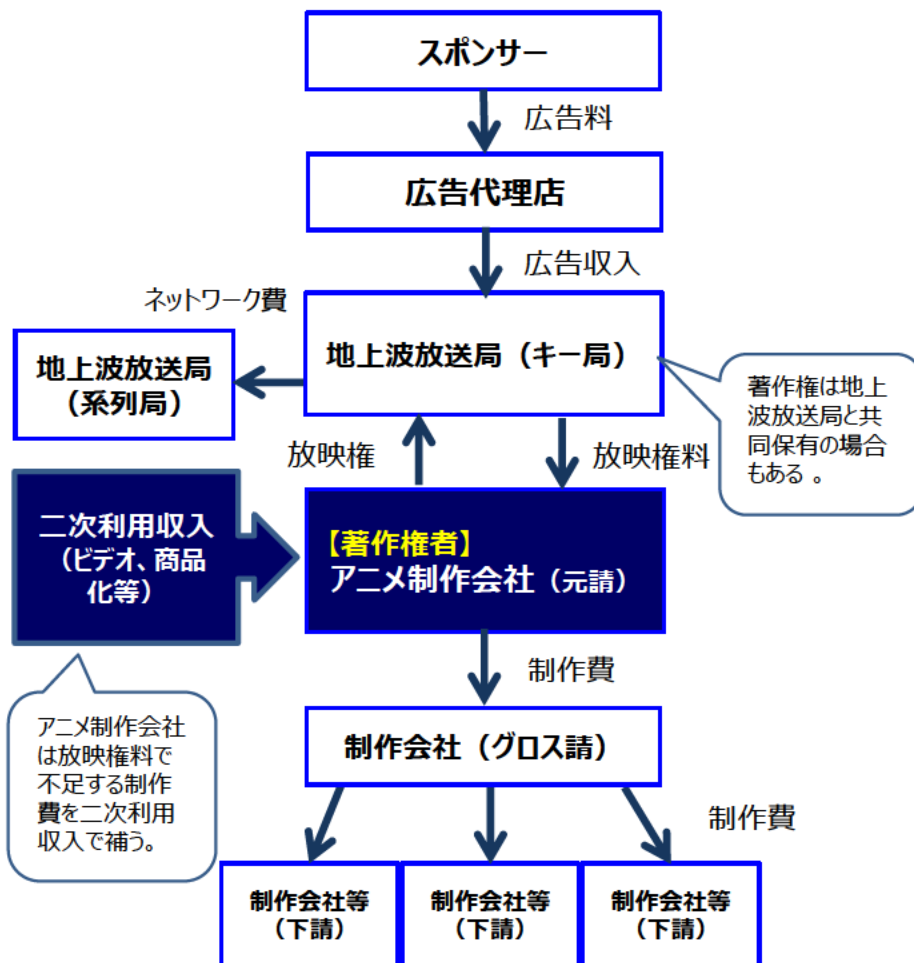 スポンサー
広告料
広告代理店
広告収入
ネットワーク費
地上波放送局
（系列局）
地上波放送局（キー局）
著作権は地上
波放送局と共
同保有の場合
もある 。
放映権
放映権料
二次利用収入
（ビデオ、商品
化等）
【著作権者】
アニメ制作会社（元請）
制作費
アニメ制作会社
は放映権料で
不足する制作
費を二次利用
収入で補う。
制作会社（グロス請）
制作費
制作会社等
（下請）
制作会社等
（下請）
制作会社等
（下請）